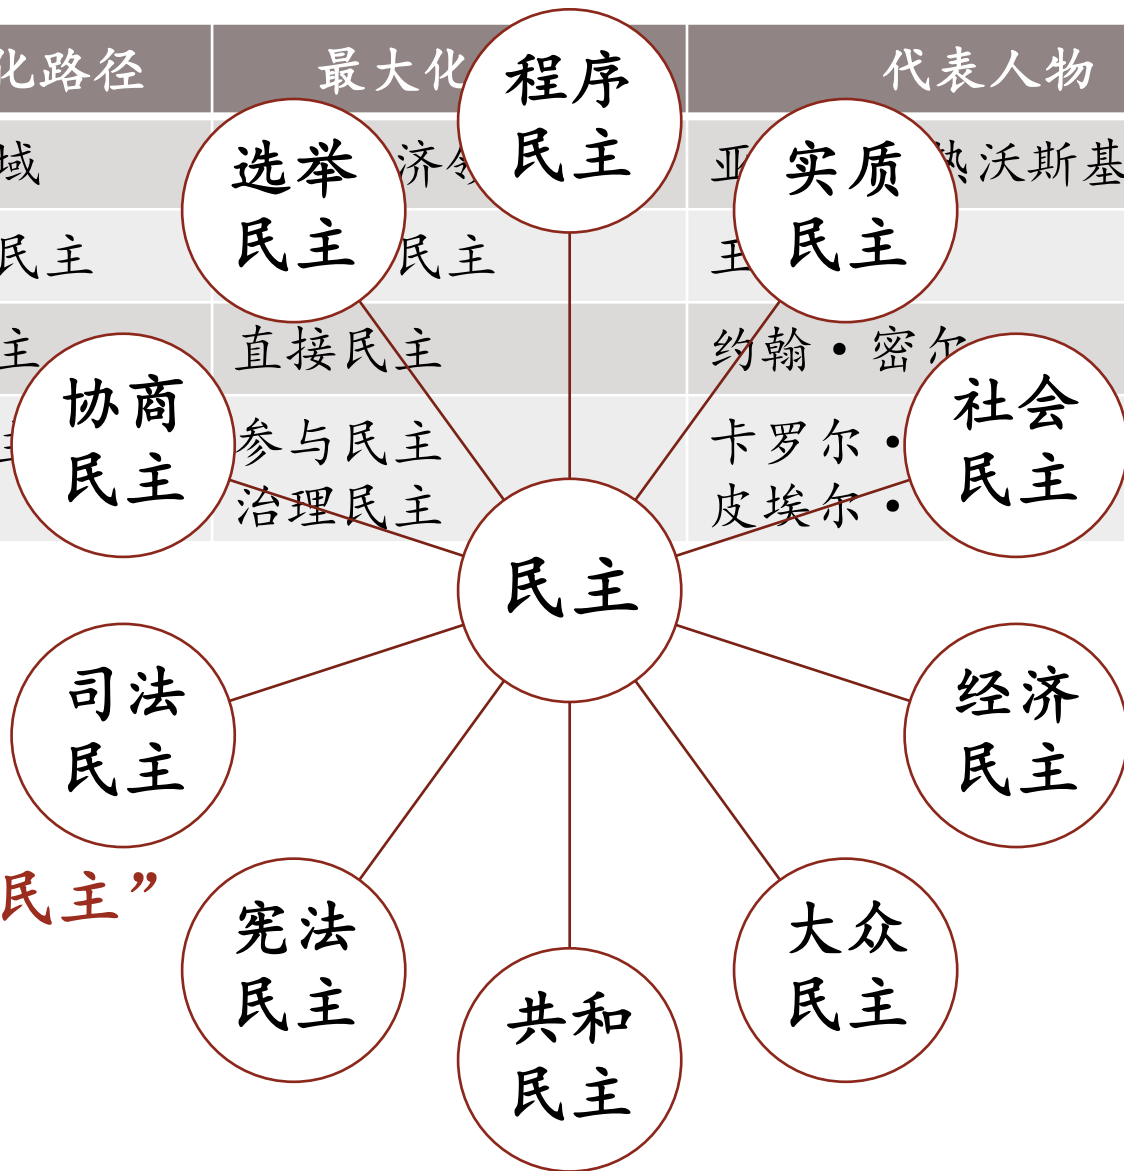 化路径
最大化
代表人物
域
济领
亚
热沃斯基
民主
民主
王
主
直接民主
约翰·密尔
参与民主
治理民主
卡罗尔·
皮埃尔·
程序
民主
选举
民主
实质
民主
协商
民主
社会
民主
民主
司法
民主
经济
民主
民主”
宪法
民主
大众
民主
共和
民主